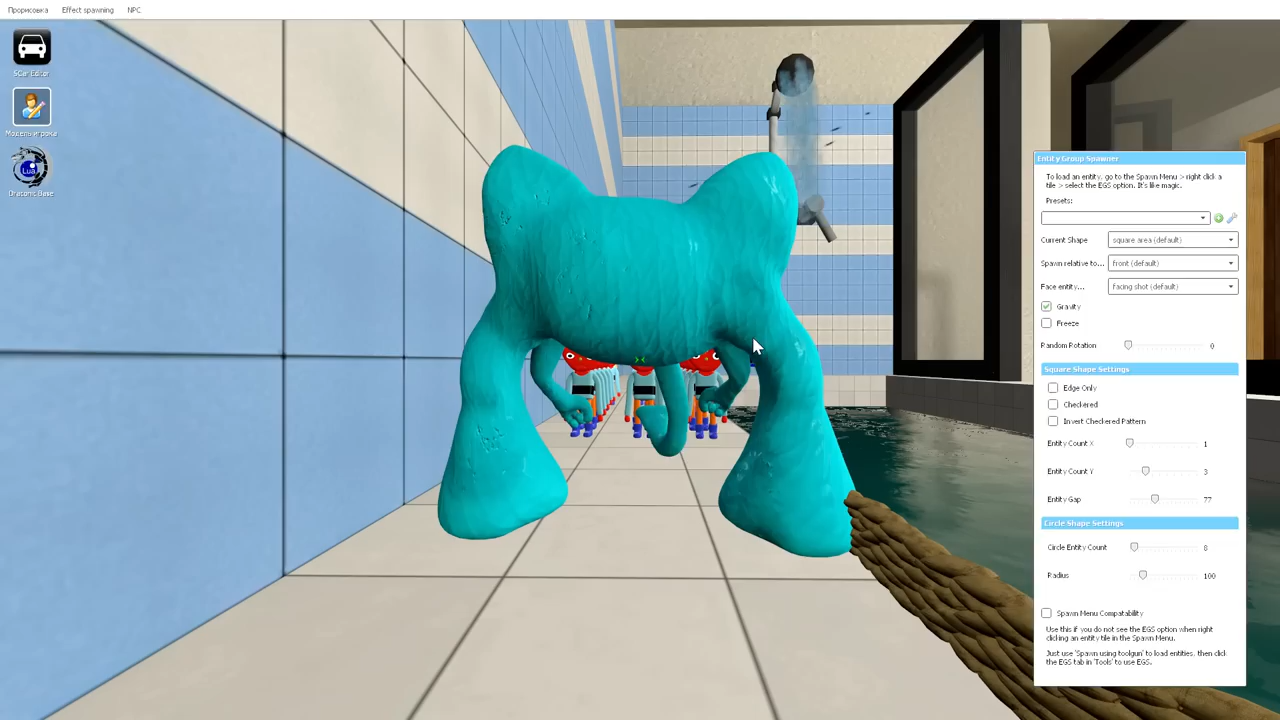 Прорисовка Effect spawning NPC
SCar Editor
Модель игрока
Lua
Draconic Base
Entity Group Spawner
To load an entity, go to the Spawn Menu > right click a
tile > select the EGS option. It's like magic.
Presets:
Current Shape square area (default)
Spawn relative to... front (default)
Face entity... facing shot (default)
Gravity
Freeze
Random Rotation 0
Square Shape Settings
Edge Only
Checkered
Invert Checkered Pattern
Entity Count X 1
Entity Count Y 3
Entity Gap 77
Circle Shape Settings
Circle Entity Count 8
Radius 100
Spawn Menu Compatability
Use this if you do not see the EGS option when right
clicking an entity tile in the Spawn Menu.
Just use 'Spawn using toolgun' to load entities, then click
the EGS tab in 'Tools' to use EGS.